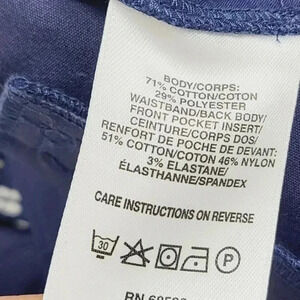 BODY/CORPS:
71% COTTON/COTON
29% POLYESTER
WAISTBAND/BACK BODY/
FRONT POCKET INSERT/
CEINTURE/CORPS DOS/
RENFORT DE POCHE DE DEVANT:
51% COTTON/COTON 46% NYLON
3% ELASTANE/
ÉLASTHANNE/SPANDEX
CARE INSTRUCTIONS ON REVERSE
30
RN